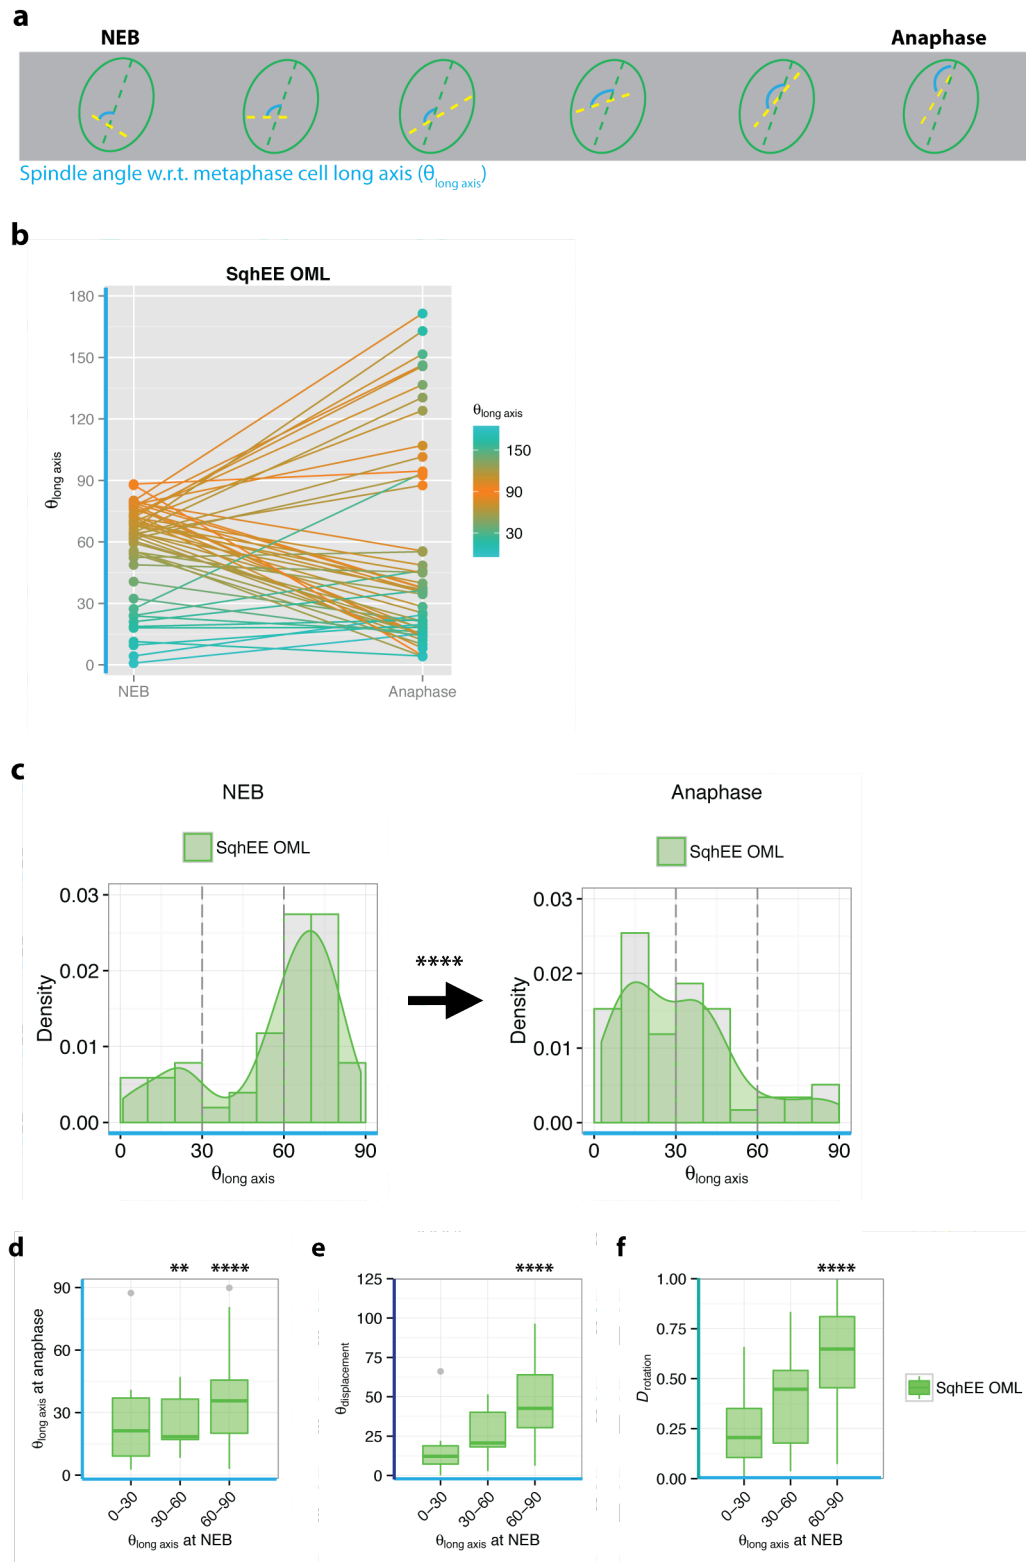 a
NEB
Anaphase
Spindle angle w.r.t. metaphase cell long axis (θlong axis)
b
SqhEE OML
180
150
120
90
60
30
0
θlong axis
NEB
Anaphase
θlong axis
150
90
30
c
NEB
SqhEE OML
0.03
0.02
0.01
0.00
Density
0
30
60
90
θlong axis
****
Anaphase
SqhEE OML
0.03
0.02
0.01
0.00
Density
0
30
60
90
θlong axis
d
** ****
90
60
30
0
θlong axis at anaphase
0–30
30–60
60–90
θlong axis at NEB
e
****
125
100
75
50
25
0
θdisplacement
0–30
30–60
60–90
θlong axis at NEB
f
****
1.00
0.75
0.50
0.25
0.00
Drotation
0–30
30–60
60–90
θlong axis at NEB
SqhEE OML